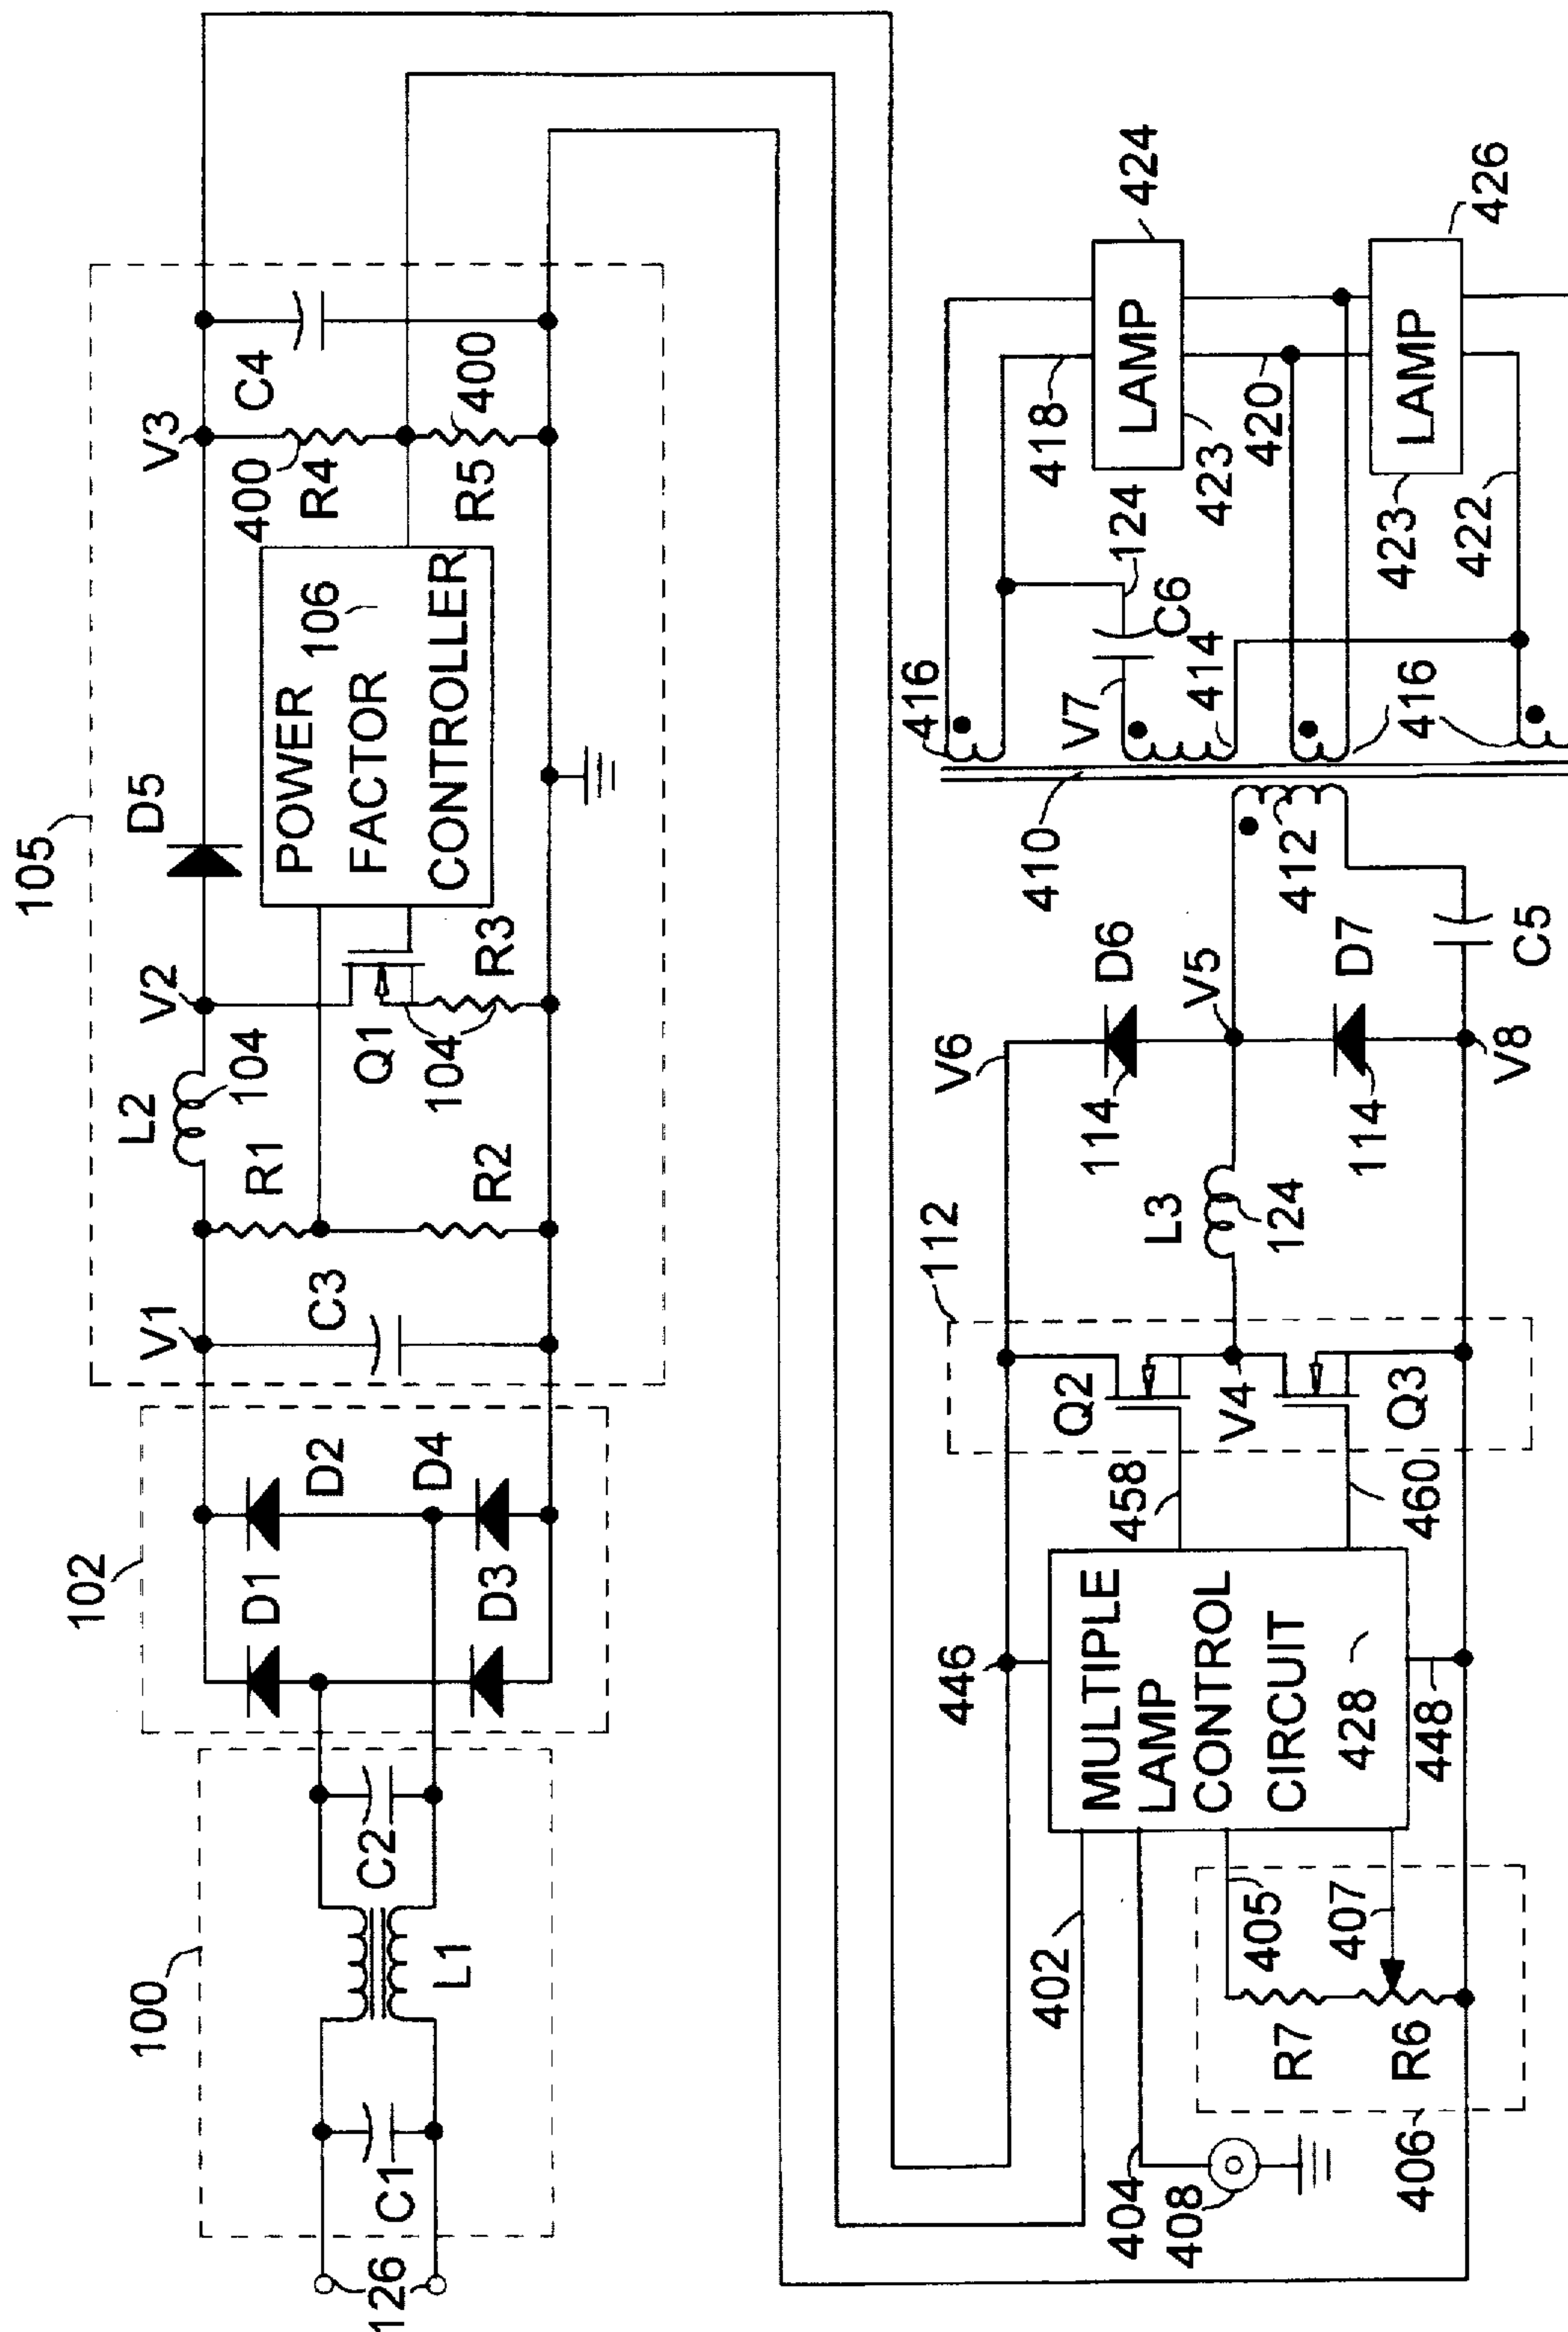 100
C1
126
L1
C2
102
D1
D2
D3
D4
105
V1
C3
R1
R2
L2
104
V2
Q1
104
R3
D5
POWER
FACTOR
CONTROLLER
106
V3
400
R4
R5
400
C4
402
404
408
406
R7
R6
405
407
446
MULTIPLE
LAMP
CONTROL
CIRCUIT
428
448
458
460
112
Q2
V4
Q3
L3
124
V6
114
D6
V5
114
D7
V8
C5
410
412
416
V7
414
416
C6
124
418
LAMP
423
424
420
LAMP
423
422
426